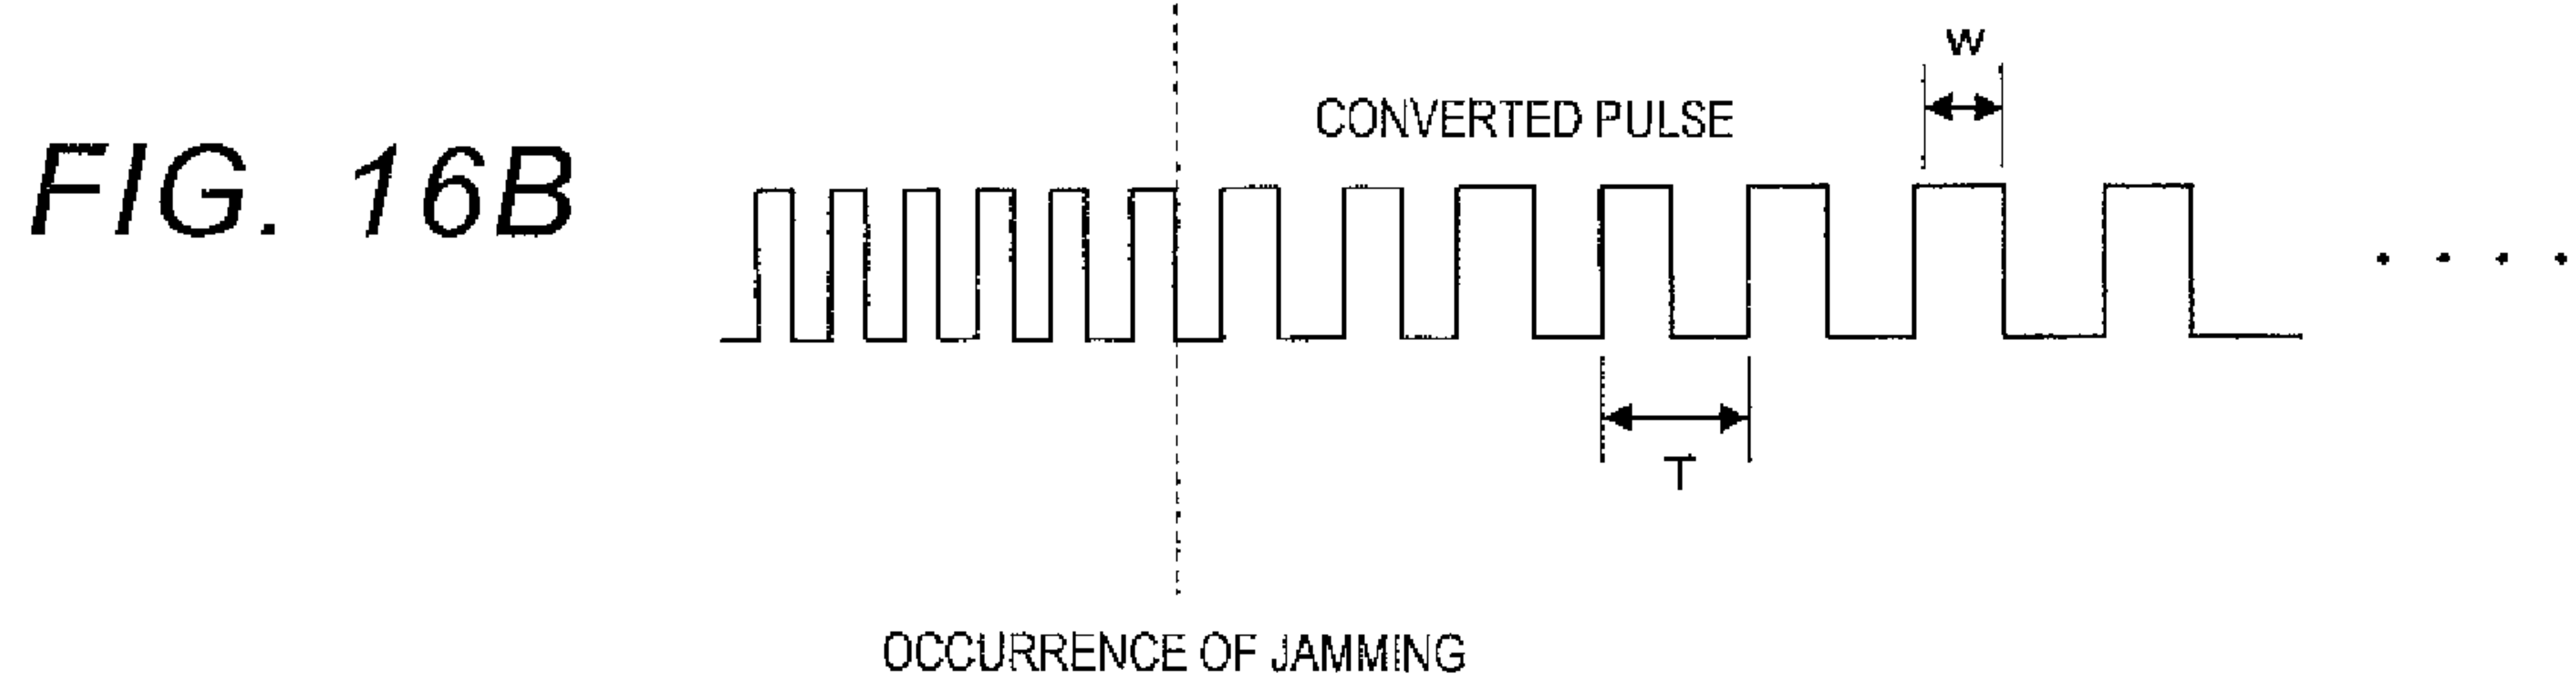 FIG. 16B
W
CONVERTED PULSE
T
OCCURRENCE OF JAMMING